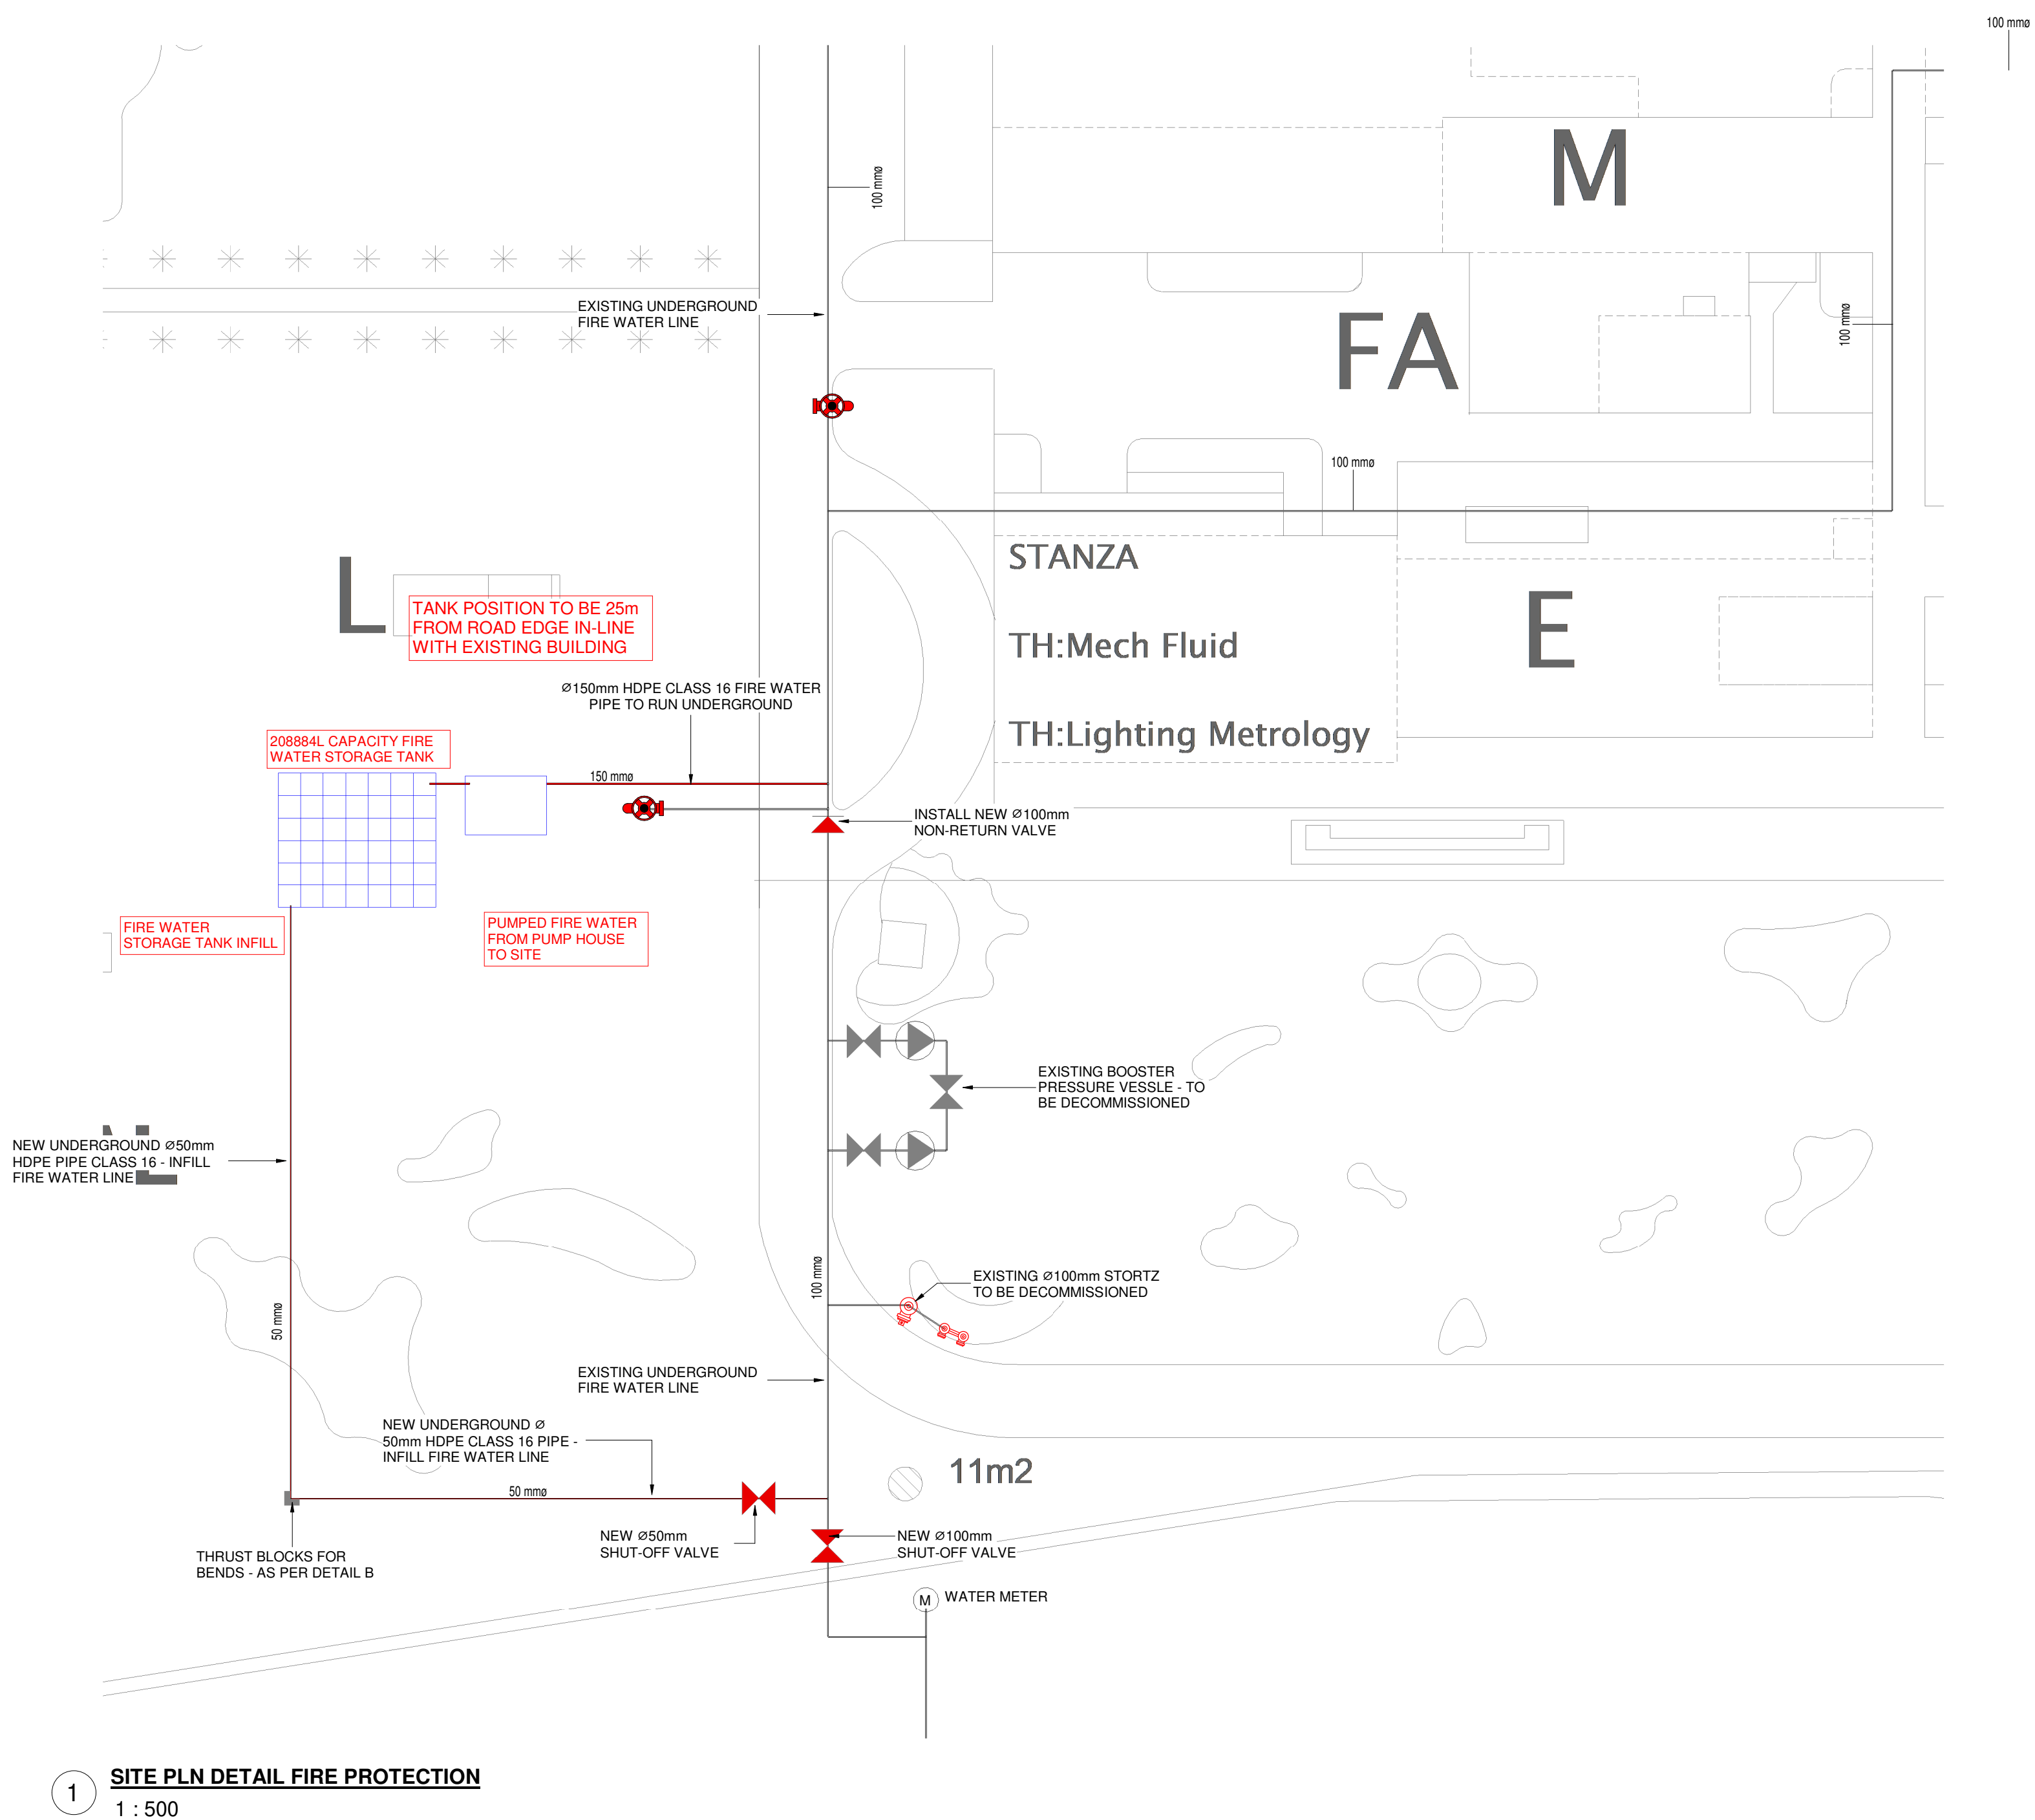 100 mmø
M
100 mmø
EXISTING UNDERGROUND
FIRE WATER LINE
FA
100 mmø
100 mmø
STANZA
L
TANK POSITION TO BE 25m
FROM ROAD EDGE IN-LINE
WITH EXISTING BUILDING
TH:Mech Fluid
E
Ø150mm HDPE CLASS 16 FIRE WATER
PIPE TO RUN UNDERGROUND
TH:Lighting Metrology
208884L CAPACITY FIRE
WATER STORAGE TANK
150 mmø
INSTALL NEW Ø100mm
NON-RETURN VALVE
FIRE WATER
STORAGE TANK INFILL
PUMPED FIRE WATER
FROM PUMP HOUSE
TO SITE
EXISTING BOOSTER
PRESSURE VESSLE - TO
BE DECOMMISSIONED
NEW UNDERGROUND Ø50mm
HDPE PIPE CLASS 16 - INFILL
FIRE WATER LINE
100 mmø
EXISTING Ø100mm STORTZ
TO BE DECOMMISSIONED
50 mmø
EXISTING UNDERGROUND
FIRE WATER LINE
NEW UNDERGROUND Ø
50mm HDPE CLASS 16 PIPE -
INFILL FIRE WATER LINE
11m2
50 mmø
NEW Ø50mm
SHUT-OFF VALVE
NEW Ø100mm
SHUT-OFF VALVE
THRUST BLOCKS FOR
BENDS - AS PER DETAIL B
M
WATER METER
1
SITE PLN DETAIL FIRE PROTECTION
1 : 500